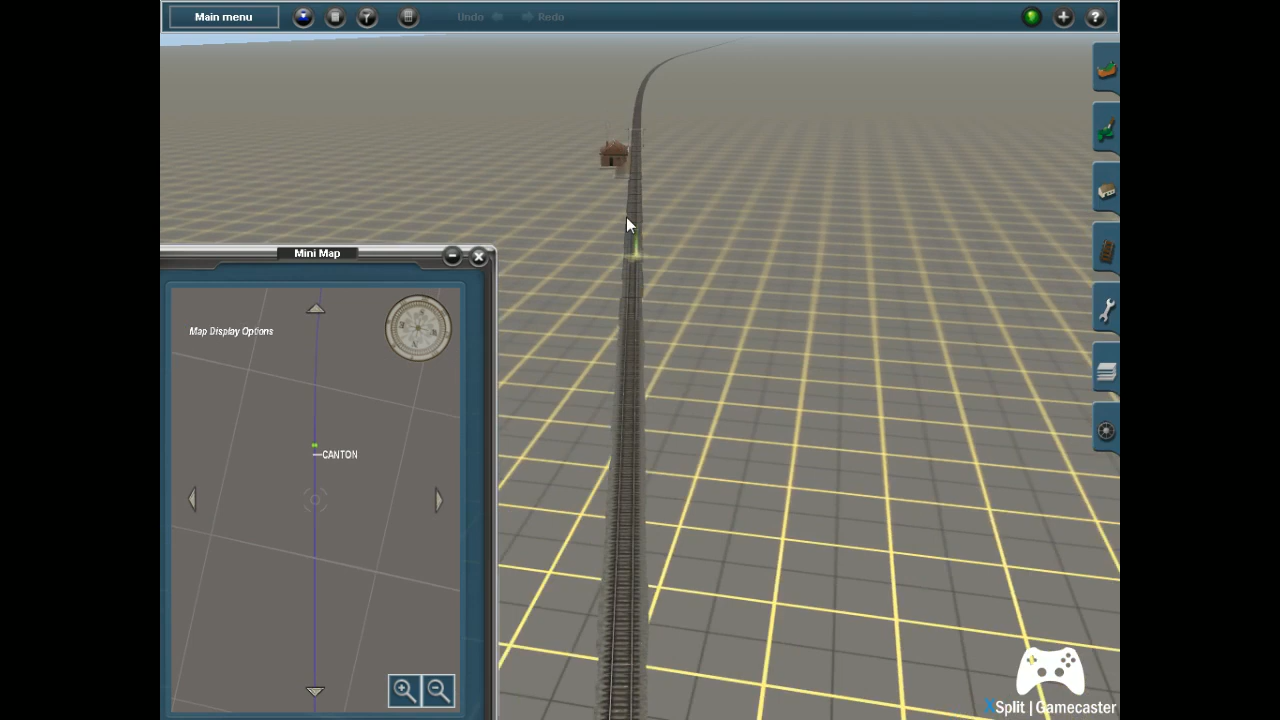 Main menu
Undo
Redo
?
Mini Map
Map Display Options
CANTON
XSplit | Gamecaster